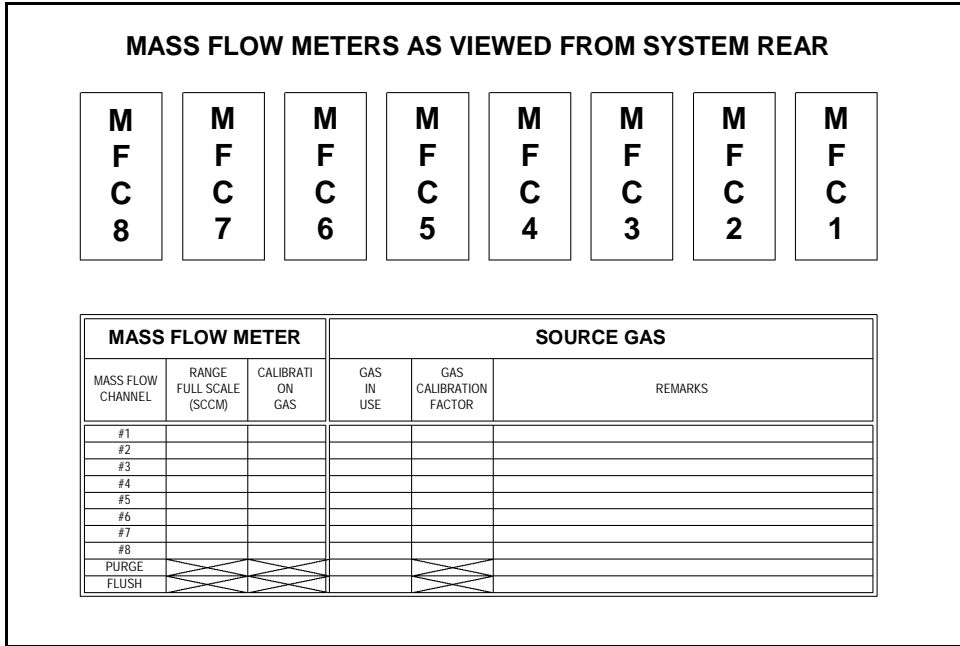 MASS FLOW METERS AS VIEWED FROM SYSTEM REAR
M M M M M M M M
F F F F F F F F
C C C C C C C C
8 7 6 5 4 3 2 1
MASS FLOW METER SOURCE GAS
MASS FLOW
CHANNEL
RANGE
FULL SCALE
(SCCM)
CALIBRATI
ON
GAS
GAS
IN
USE
GAS
CALIBRATION
FACTOR
REMARKS
#1
#2
#3
#4
#5
#6
#7
#8
PURGE
FLUSH